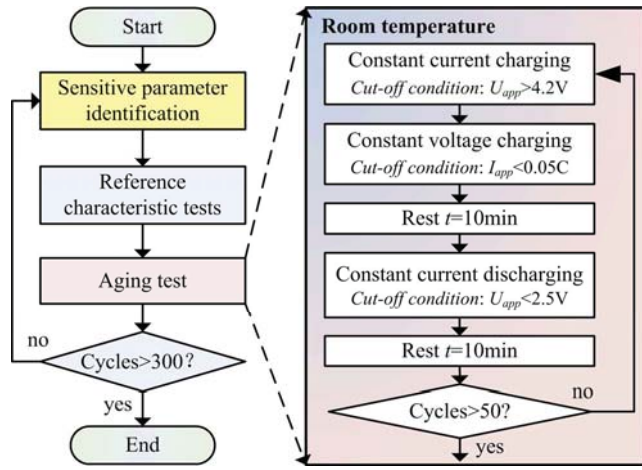 Start
Sensitive parameter
identification
Reference
characteristic tests
Aging test
no
Cycles>300?
yes
End
Room temperature
Constant current charging
Cut-off condition: Uapp>4.2V
Constant voltage charging
Cut-off condition: Iapp<0.05C
Rest t=10min
Constant current discharging
Cut-off condition: Uapp<2.5V
Rest t=10min
no
Cycles>50?
yes